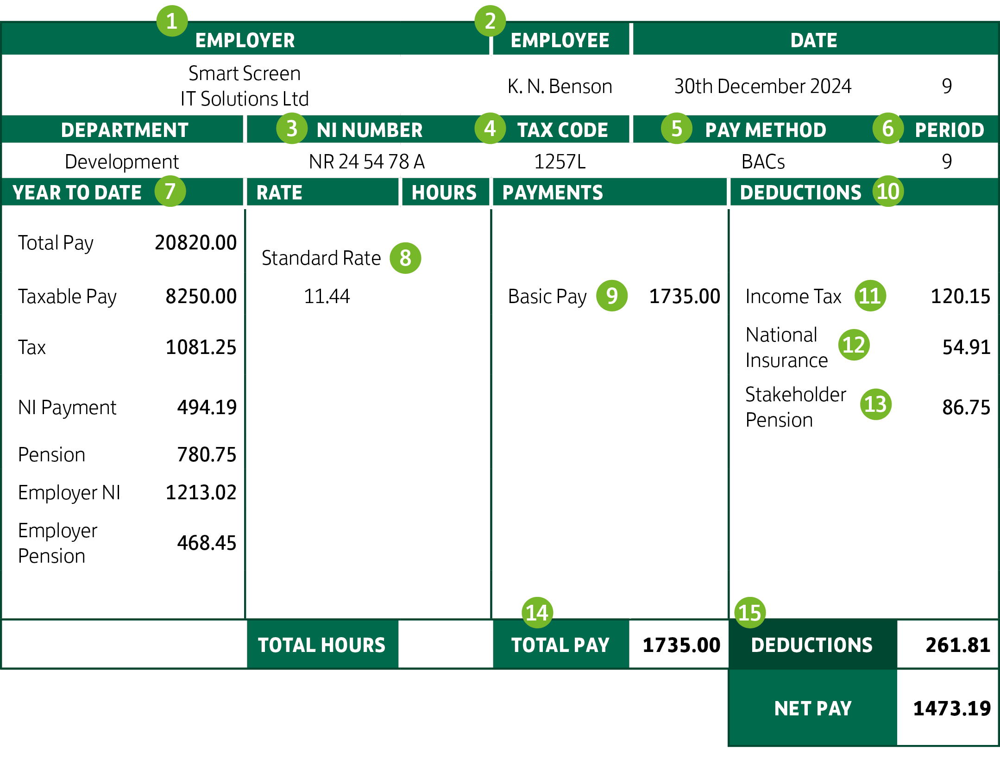 1 2
EMPLOYER EMPLOYEE DATE
Smart Screen
IT Solutions Ltd
K. N. Benson 30th December 2024 9
DEPARTMENT 3 NI NUMBER 4 TAX CODE 5 PAY METHOD 6 PERIOD
Development NR 24 54 78 A 1257L BACs 9
YEAR TO DATE 7 RATE HOURS PAYMENTS DEDUCTIONS 10
Total Pay 20820.00
Standard Rate 8
Taxable Pay 8250.00 11.44 Basic Pay 9 1735.00 Income Tax 11 120.15
Tax 1081.25
National
Insurance 12 54.91
NI Payment 494.19
Stakeholder
Pension 13 86.75
Pension 780.75
Employer NI 1213.02
Employer
Pension 468.45
14 15
TOTAL HOURS TOTAL PAY 1735.00 DEDUCTIONS 261.81
NET PAY 1473.19